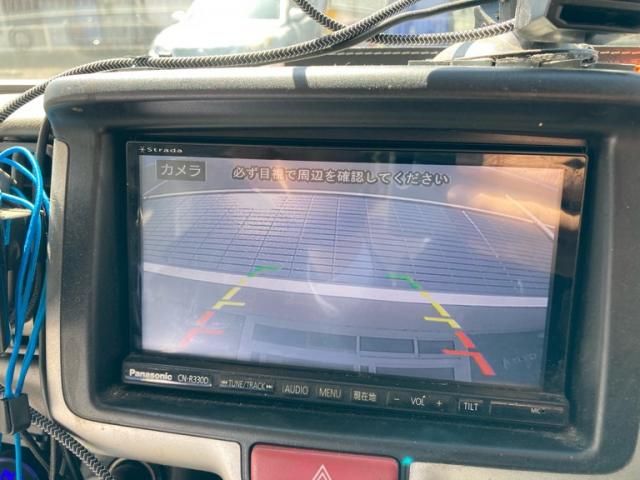 Strada
カメラ 必ず目視で周辺を確認してください
Panasonic CN-R330D TUNE/TRACK AUDIO MENU 現在地 - VOL + TILT MIC